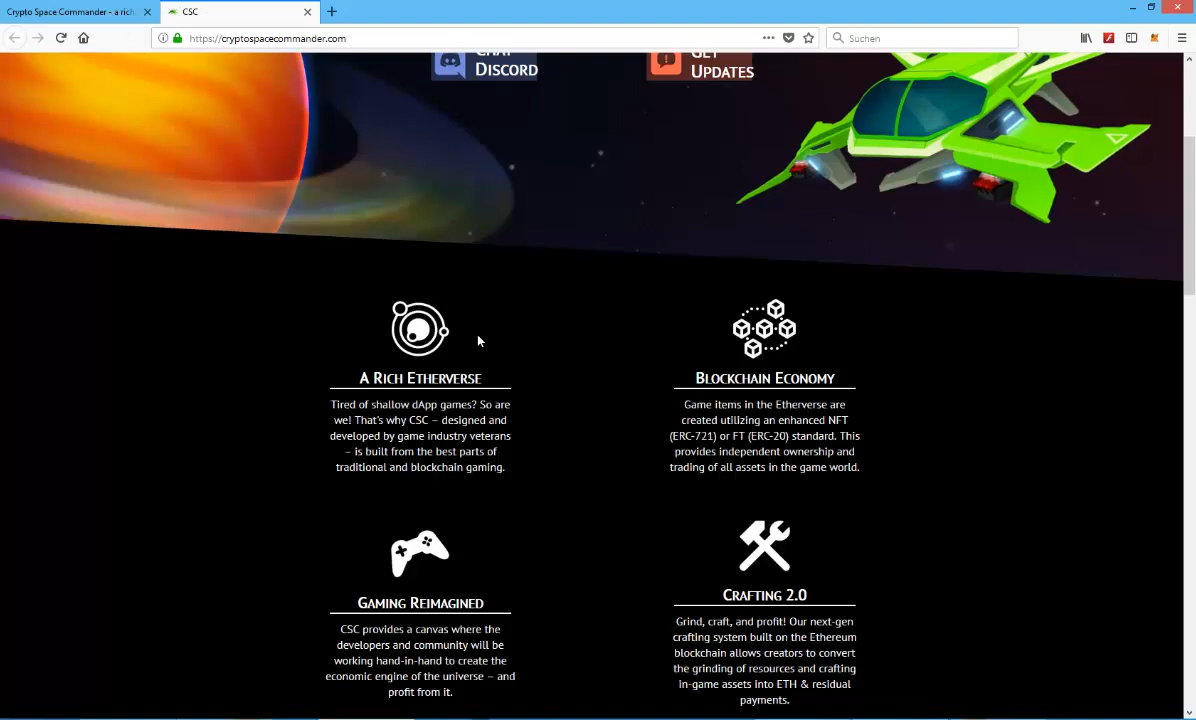 Crypto Space Commander - a rich
CSC
https://cryptospacecommander.com
Suchen
CHAT
DISCORD
GET
UPDATES
A RICH ETHERVERSE
Tired of shallow dApp games? So are
we! That's why CSC – designed and
developed by game industry veterans
– is built from the best parts of
traditional and blockchain gaming.
BLOCKCHAIN ECONOMY
Game items in the Etherverse are
created utilizing an enhanced NFT
(ERC-721) or FT (ERC-20) standard. This
provides independent ownership and
trading of all assets in the game world.
GAMING REIMAGINED
CSC provides a canvas where the
developers and community will be
working hand-in-hand to create the
economic engine of the universe – and
profit from it.
CRAFTING 2.0
Grind, craft, and profit! Our next-gen
crafting system built on the Ethereum
blockchain allows creators to convert
the grinding of resources and crafting
in-game assets into ETH & residual
payments.